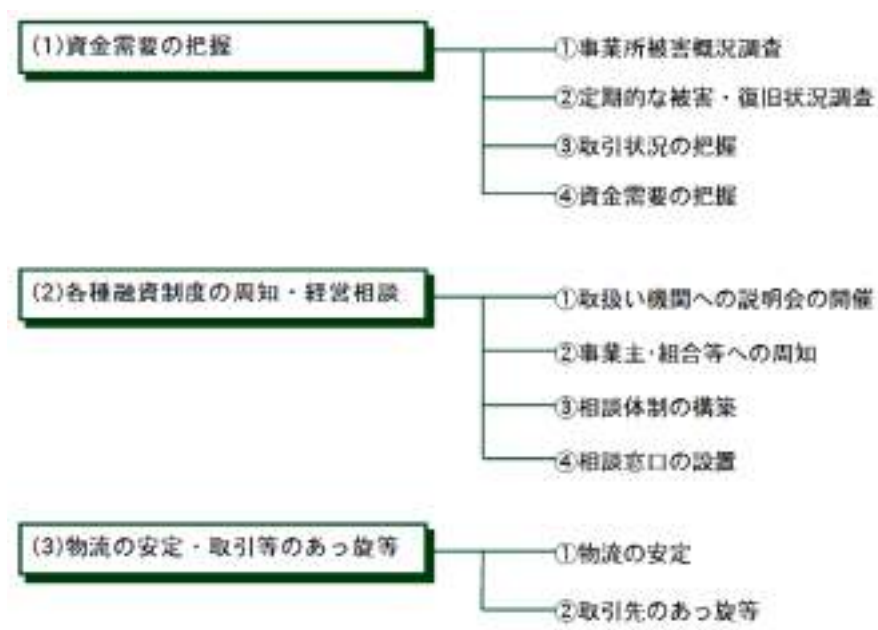 (1)資金需要の把握
①事業所被害概況調査
②定期的な被害・復旧状況調査
③取引状況の把握
④資金需要の把握
(2)各種融資制度の周知・経営相談
①取扱い機関への説明会の開催
②事業主･組合等への周知
③相談体制の構築
④相談窓口の設置
(3)物流の安定・取引等のあっ旋等
①物流の安定
②取引先のあっ旋等